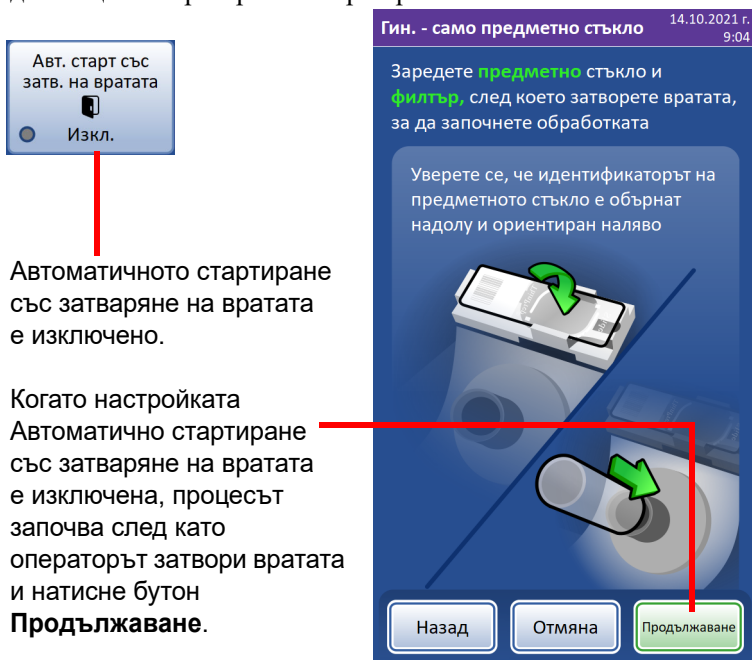 Авт. старт със
затв. на вратата
Изкл.
Автоматичното стартиране
със затваряне на вратата
е изключено.
Когато настройката
Автоматично стартиране
със затваряне на вратата
е изключена, процесът
започва след като
операторът затвори вратата
и натисне бутон
Продължаване.
Гин. - само предметно стъкло
14.10.2021 г.
9:04
Заредете предметно стъкло и
филтър, след което затворете вратата,
за да започнете обработката
Уверете се, че идентификаторът на
предметното стъкло е обърнат
надолу и ориентиран наляво
Назад
Отмяна
Продължаване